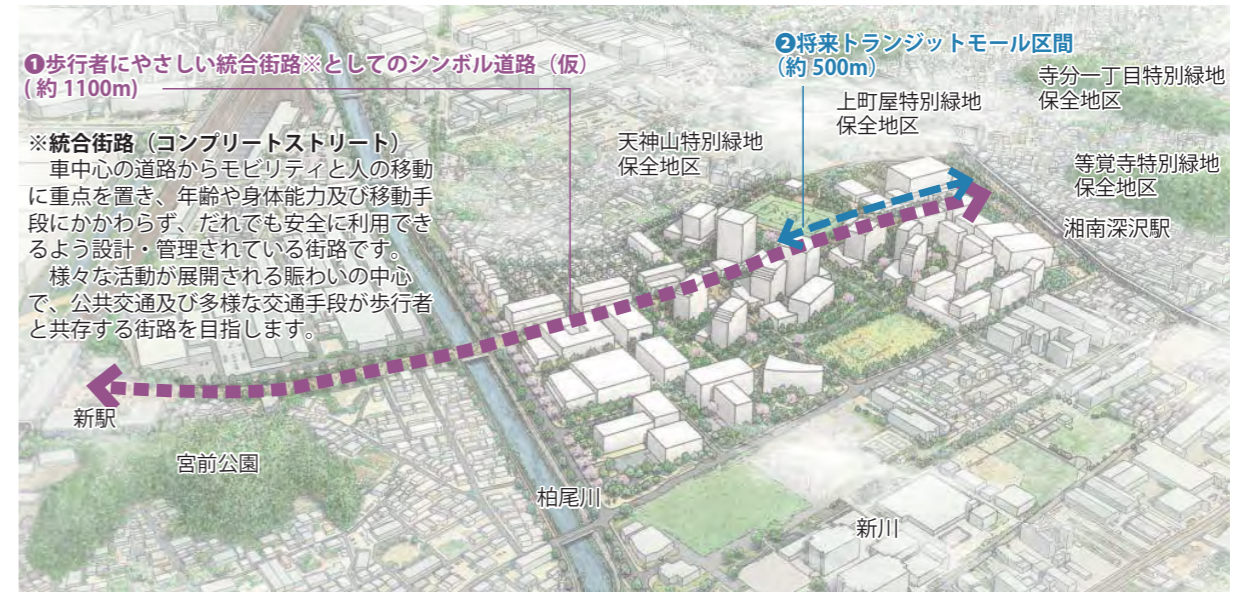 ❶歩行者にやさしい統合街路※としてのシンボル道路（仮）
(約1100m)
※統合街路（コンプリートストリート）
車中心の道路からモビリティと人の移動
に重点を置き、年齢や身体能力及び移動手
段にかかわらず、だれでも安全に利用でき
るよう設計・管理されている街路です。
様々な活動が展開される賑わいの中心
で、公共交通及び多様な交通手段が歩行者
と共存する街路を目指します。
❷将来トランジットモール区間
（約500m）
天神山特別緑地
保全地区
上町屋特別緑地
保全地区
寺分一丁目特別緑地
保全地区
等覚寺特別緑地
保全地区
湘南深沢駅
新駅
宮前公園
柏尾川
新川